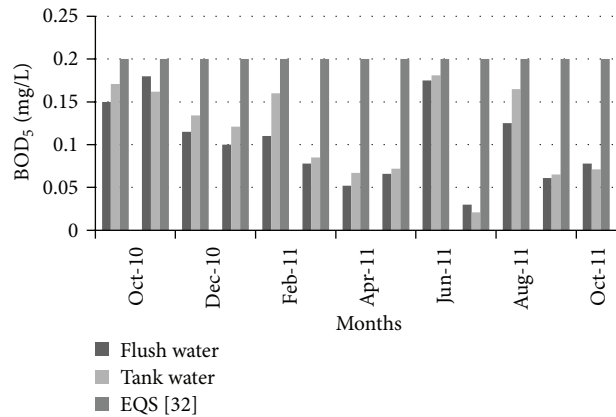 0.25
0.2
0.15
0.1
0.05
0
BOD₅ (mg/L)
Oct-10
Dec-10
Feb-11
Apr-11
Jun-11
Aug-11
Oct-11
Months
Flush water
Tank water
EQS [32]